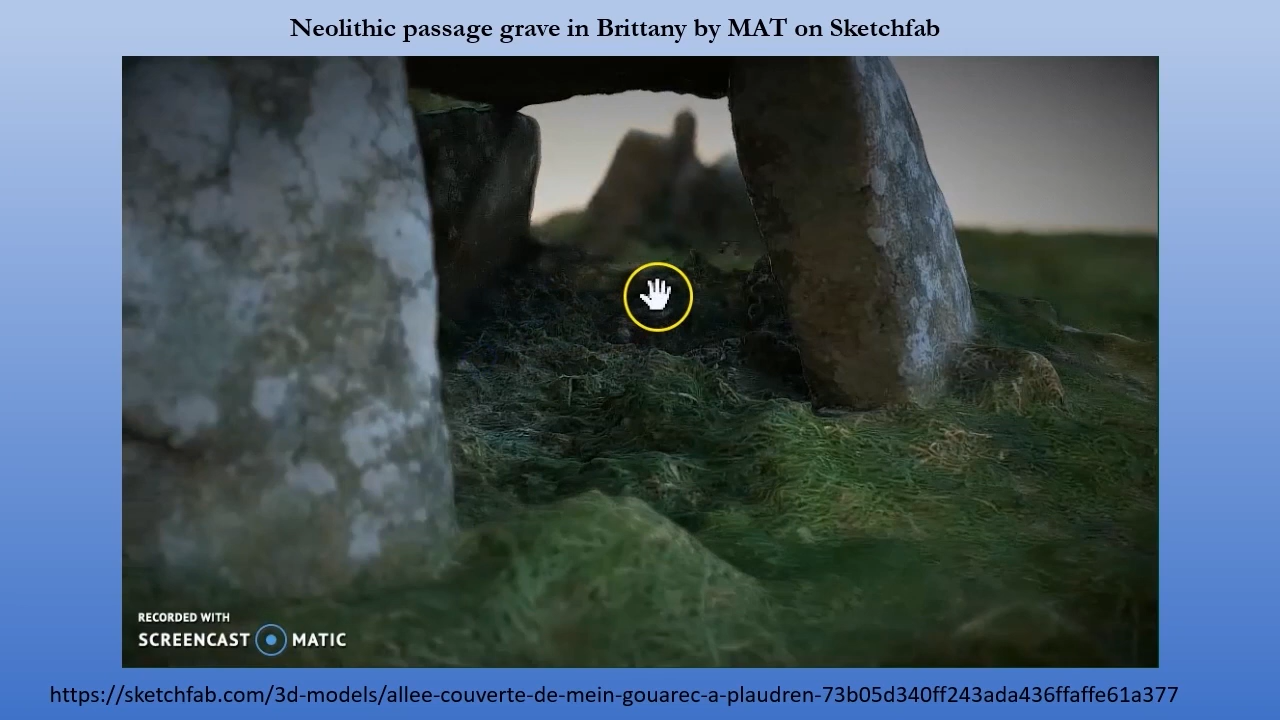 Neolithic passage grave in Brittany by MAT on Sketchfab
RECORDED WITH
SCREENCAST MATIC
https://sketchfab.com/3d-models/allee-couverte-de-mein-gouarec-a-plaudren-73b05d340ff243ada436ffaffe61a377